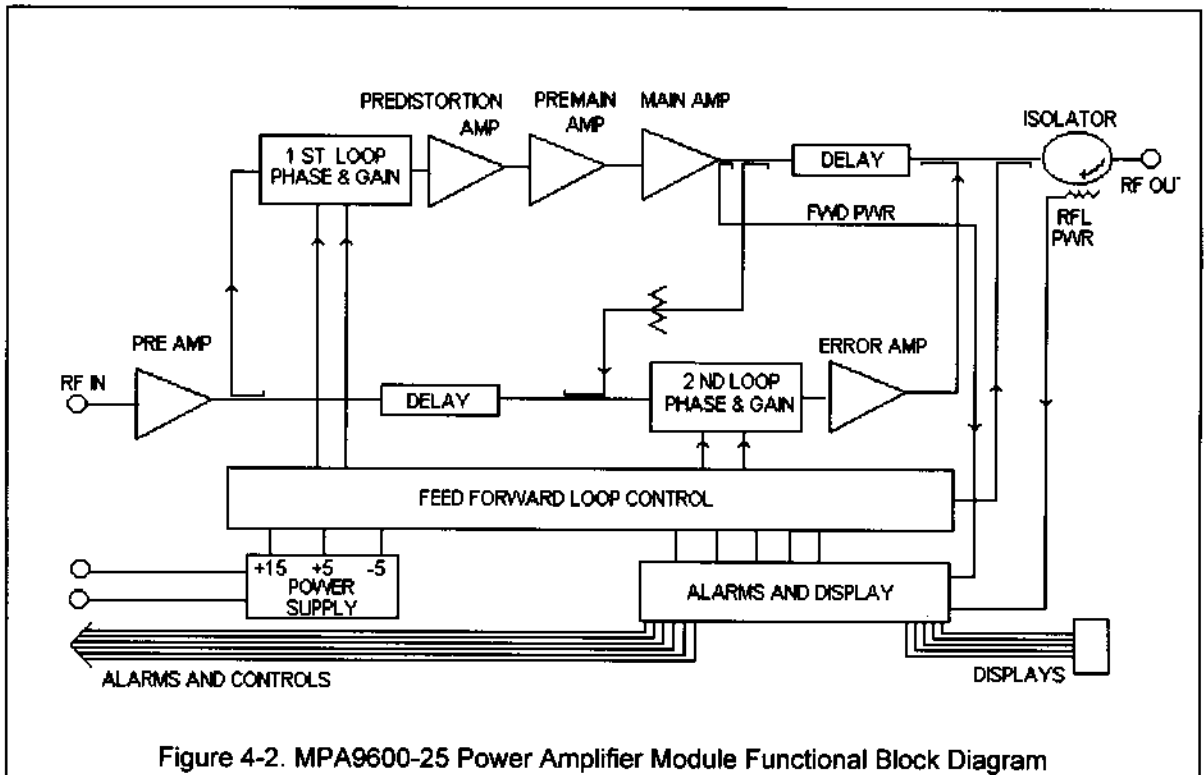 PREDISTORTION
AMP
PREMAIN
AMP
MAIN AMP
ISOLATOR
1 ST LOOP
PHASE & GAIN
DELAY
RF OUT
FWD PWR
RFL
PWR
PRE AMP
RF IN
DELAY
2 ND LOOP
PHASE & GAIN
ERROR AMP
FEED FORWARD LOOP CONTROL
+15 +5 -5
POWER
SUPPLY
ALARMS AND DISPLAY
ALARMS AND CONTROLS
DISPLAYS
Figure 4-2. MPA9600-25 Power Amplifier Module Functional Block Diagram